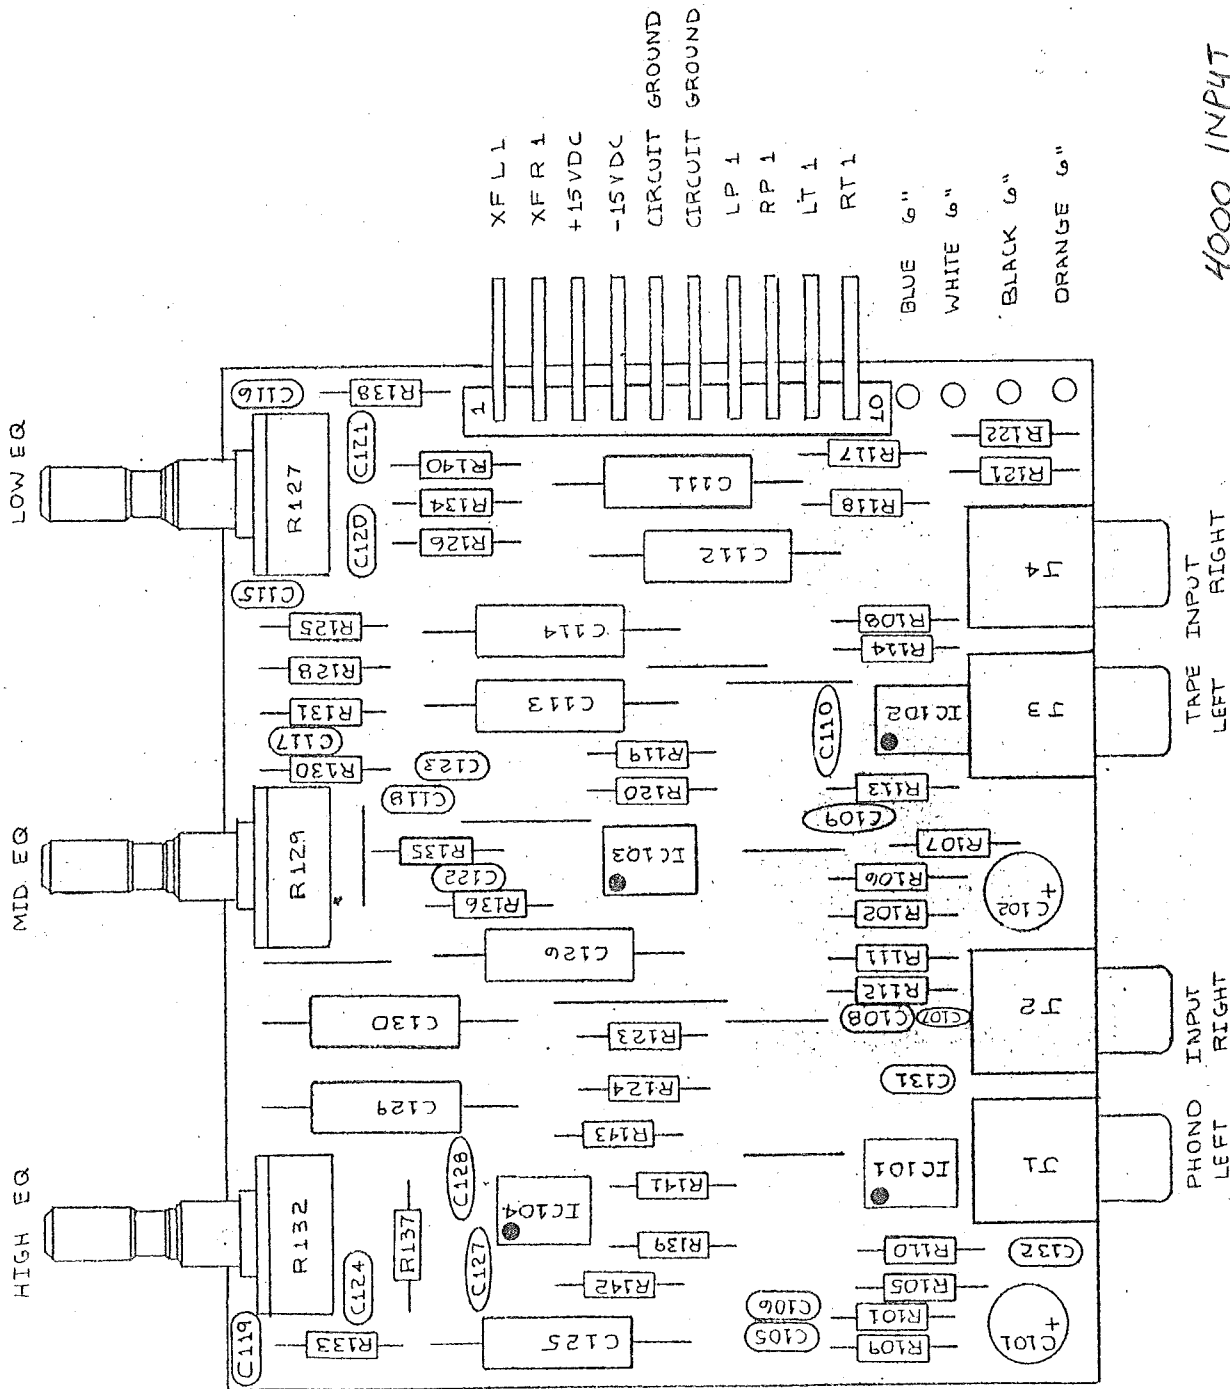 LOW EQ
MID EQ
HIGH EQ
XF L 1
XF R 1
+15VDC
-15VDC
CIRCUIT GROUND
CIRCUIT GROUND
LP 1
RP 1
LT 1
RT 1
BLUE 6"
WHITE 6"
BLACK 6"
ORANGE 6"
4000 INPUT
C116
R138
1
10
R127
C121
C120
C115
R140
R134
R126
C111
C112
R117
R118
R122
R121
J4
R125
R128
R131
C117
R130
C114
C113
C123
C118
R119
R120
R108
R114
C110
IC102
J3
R113
C109
R107
R129
R135
C122
R136
IC103
R106
R102
+
C102
R111
R112
C108
C107
J2
C126
C130
C129
R123
R124
R143
C131
R132
C128
IC104
R141
IC101
J1
R137
C127
C124
C119
R133
R139
R142
C125
C106
C105
R110
R105
R101
R109
C132
+
C101
TAPE INPUT
LEFT RIGHT
PHONO INPUT
LEFT RIGHT